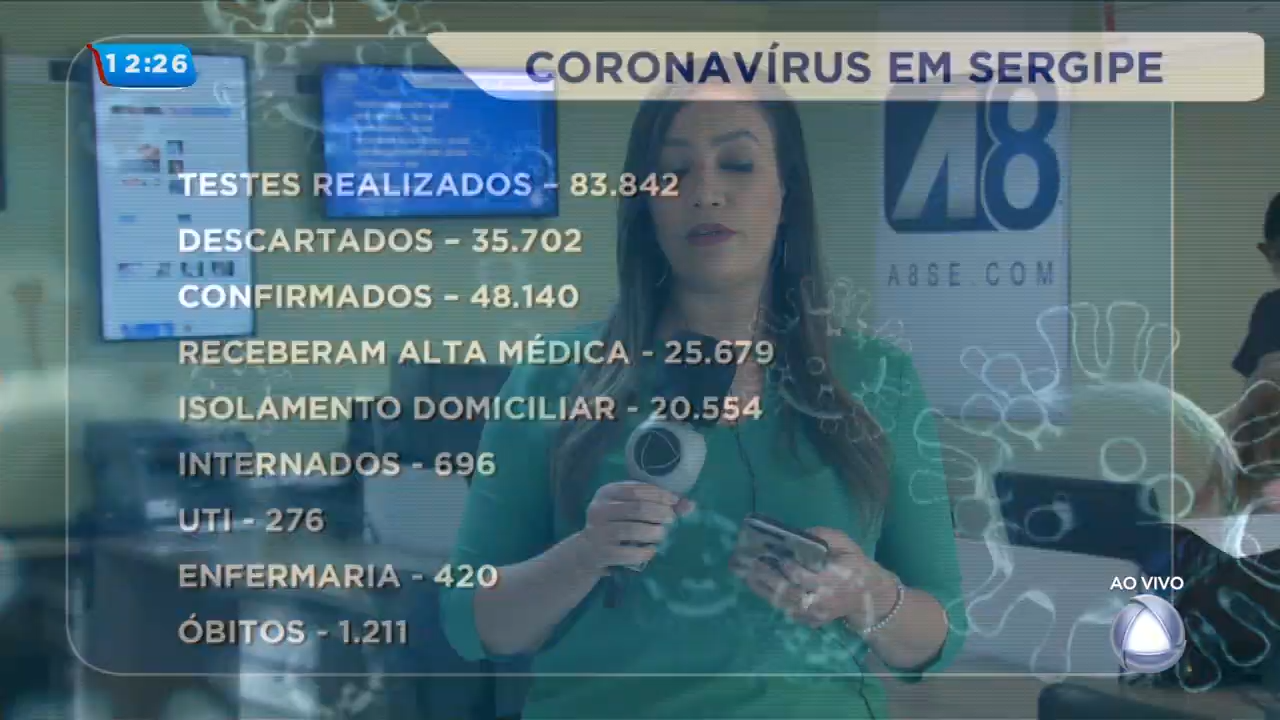 12:26
CORONAVÍRUS EM SERGIPE
TESTES REALIZADOS – 83.842
DESCARTADOS – 35.702
CONFIRMADOS – 48.140
RECEBERAM ALTA MÉDICA - 25.679
ISOLAMENTO DOMICILIAR - 20.554
INTERNADOS - 696
UTI - 276
ENFERMARIA - 420
ÓBITOS - 1.211
A8
A8SE.COM
AO VIVO